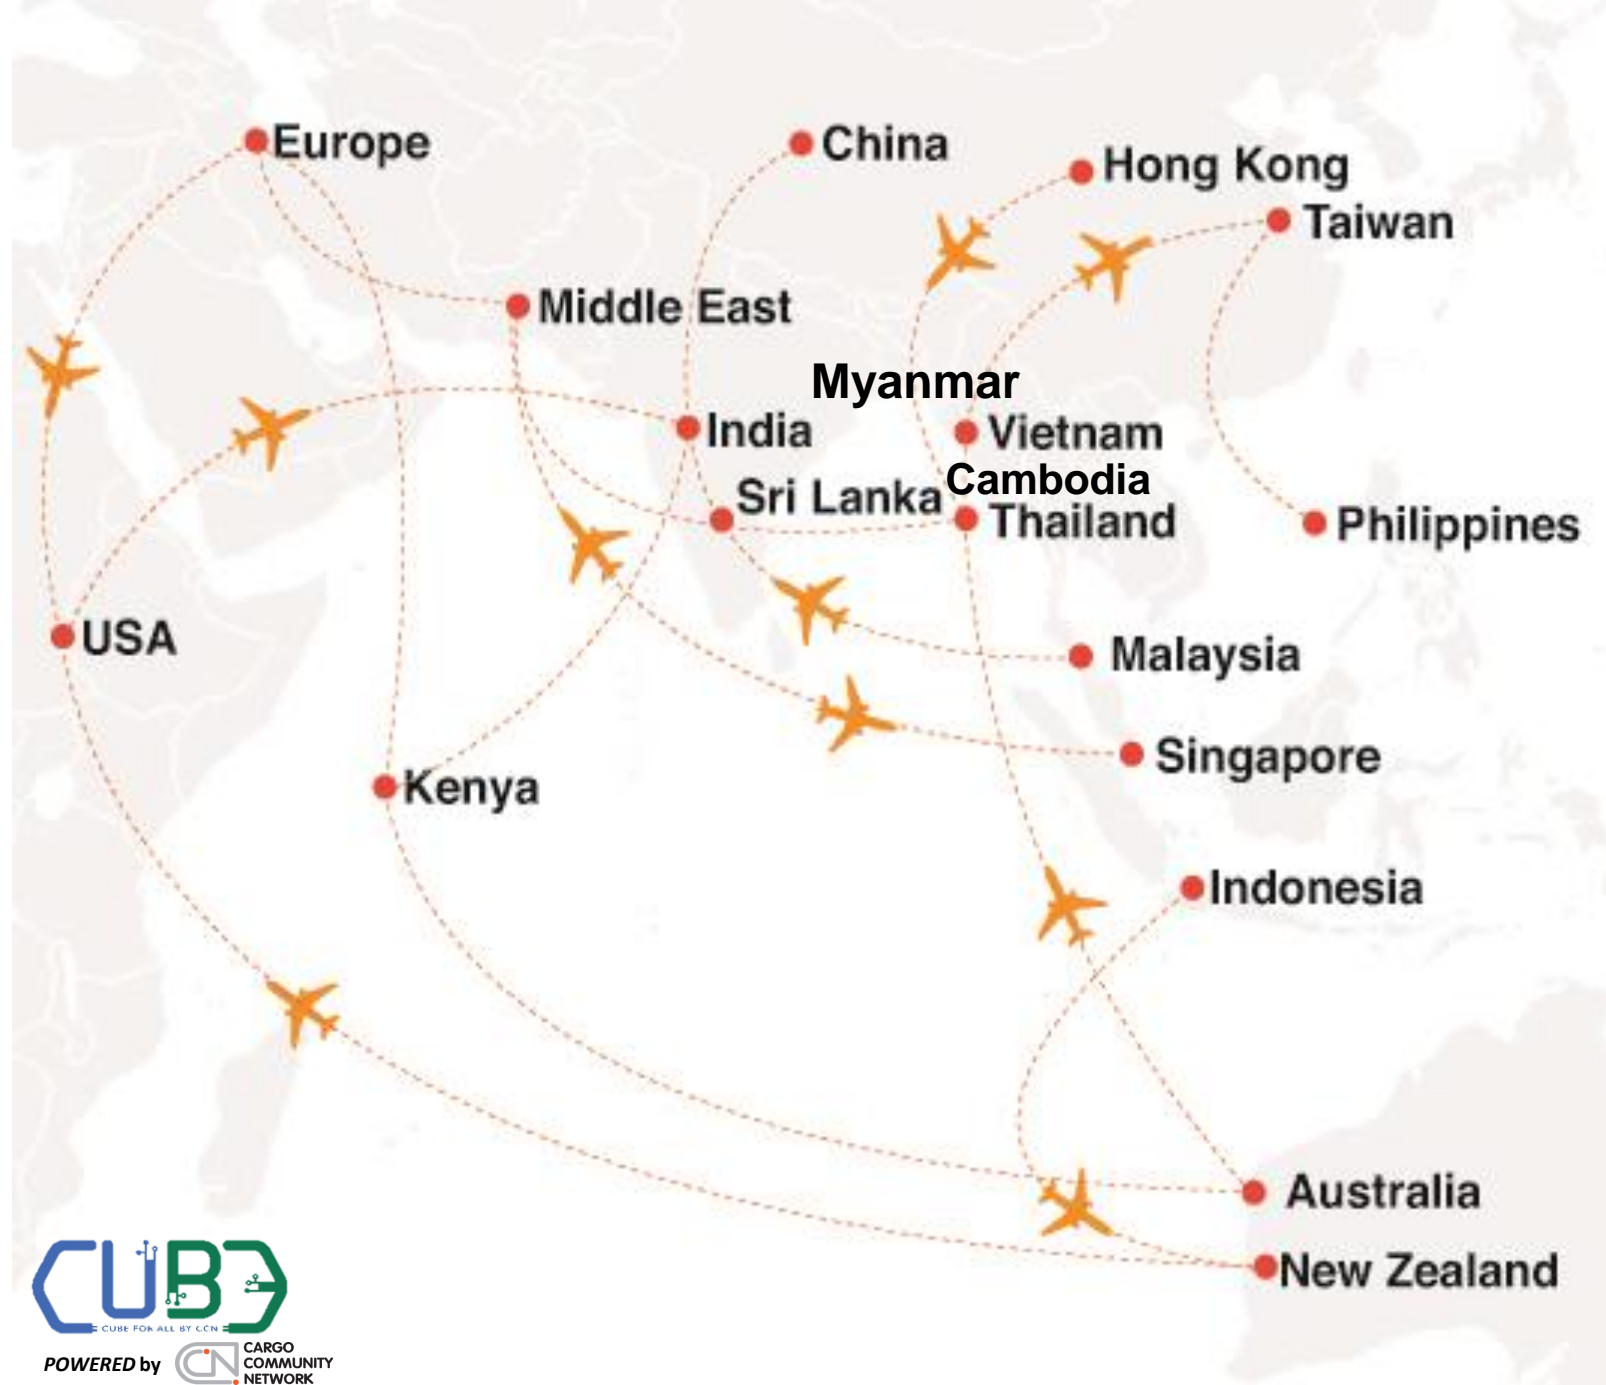 Europe
China
Hong Kong
Taiwan
Middle East
Myanmar
India
Vietnam
Cambodia
Sri Lanka
Thailand
Philippines
USA
Malaysia
Singapore
Kenya
Indonesia
Australia
New Zealand
CUBE
CUBE FOR ALL BY CCN
POWERED by
CCN
CARGO
COMMUNITY
NETWORK